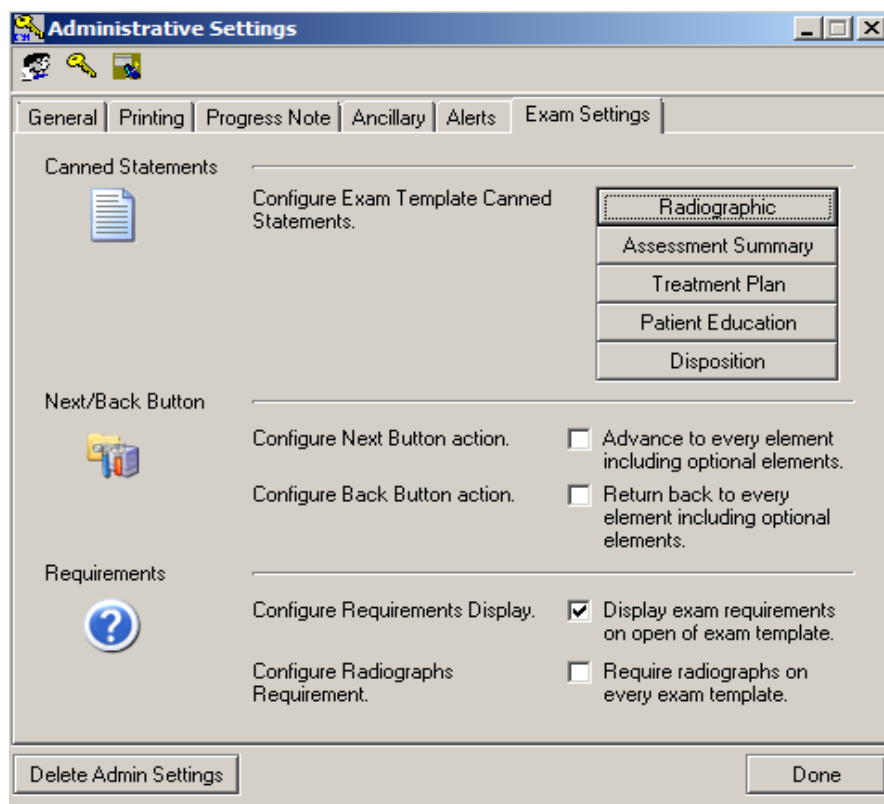 Administrative Settings
General Printing Progress Note Ancillary Alerts Exam Settings
Canned Statements
Configure Exam Template Canned
Statements.
Radiographic
Assessment Summary
Treatment Plan
Patient Education
Disposition
Next/Back Button
Configure Next Button action.
Advance to every element
including optional elements.
Configure Back Button action.
Return back to every
element including optional
elements.
Requirements
Configure Requirements Display.
Display exam requirements
on open of exam template.
Configure Radiographs
Requirement.
Require radiographs on
every exam template.
Delete Admin Settings
Done